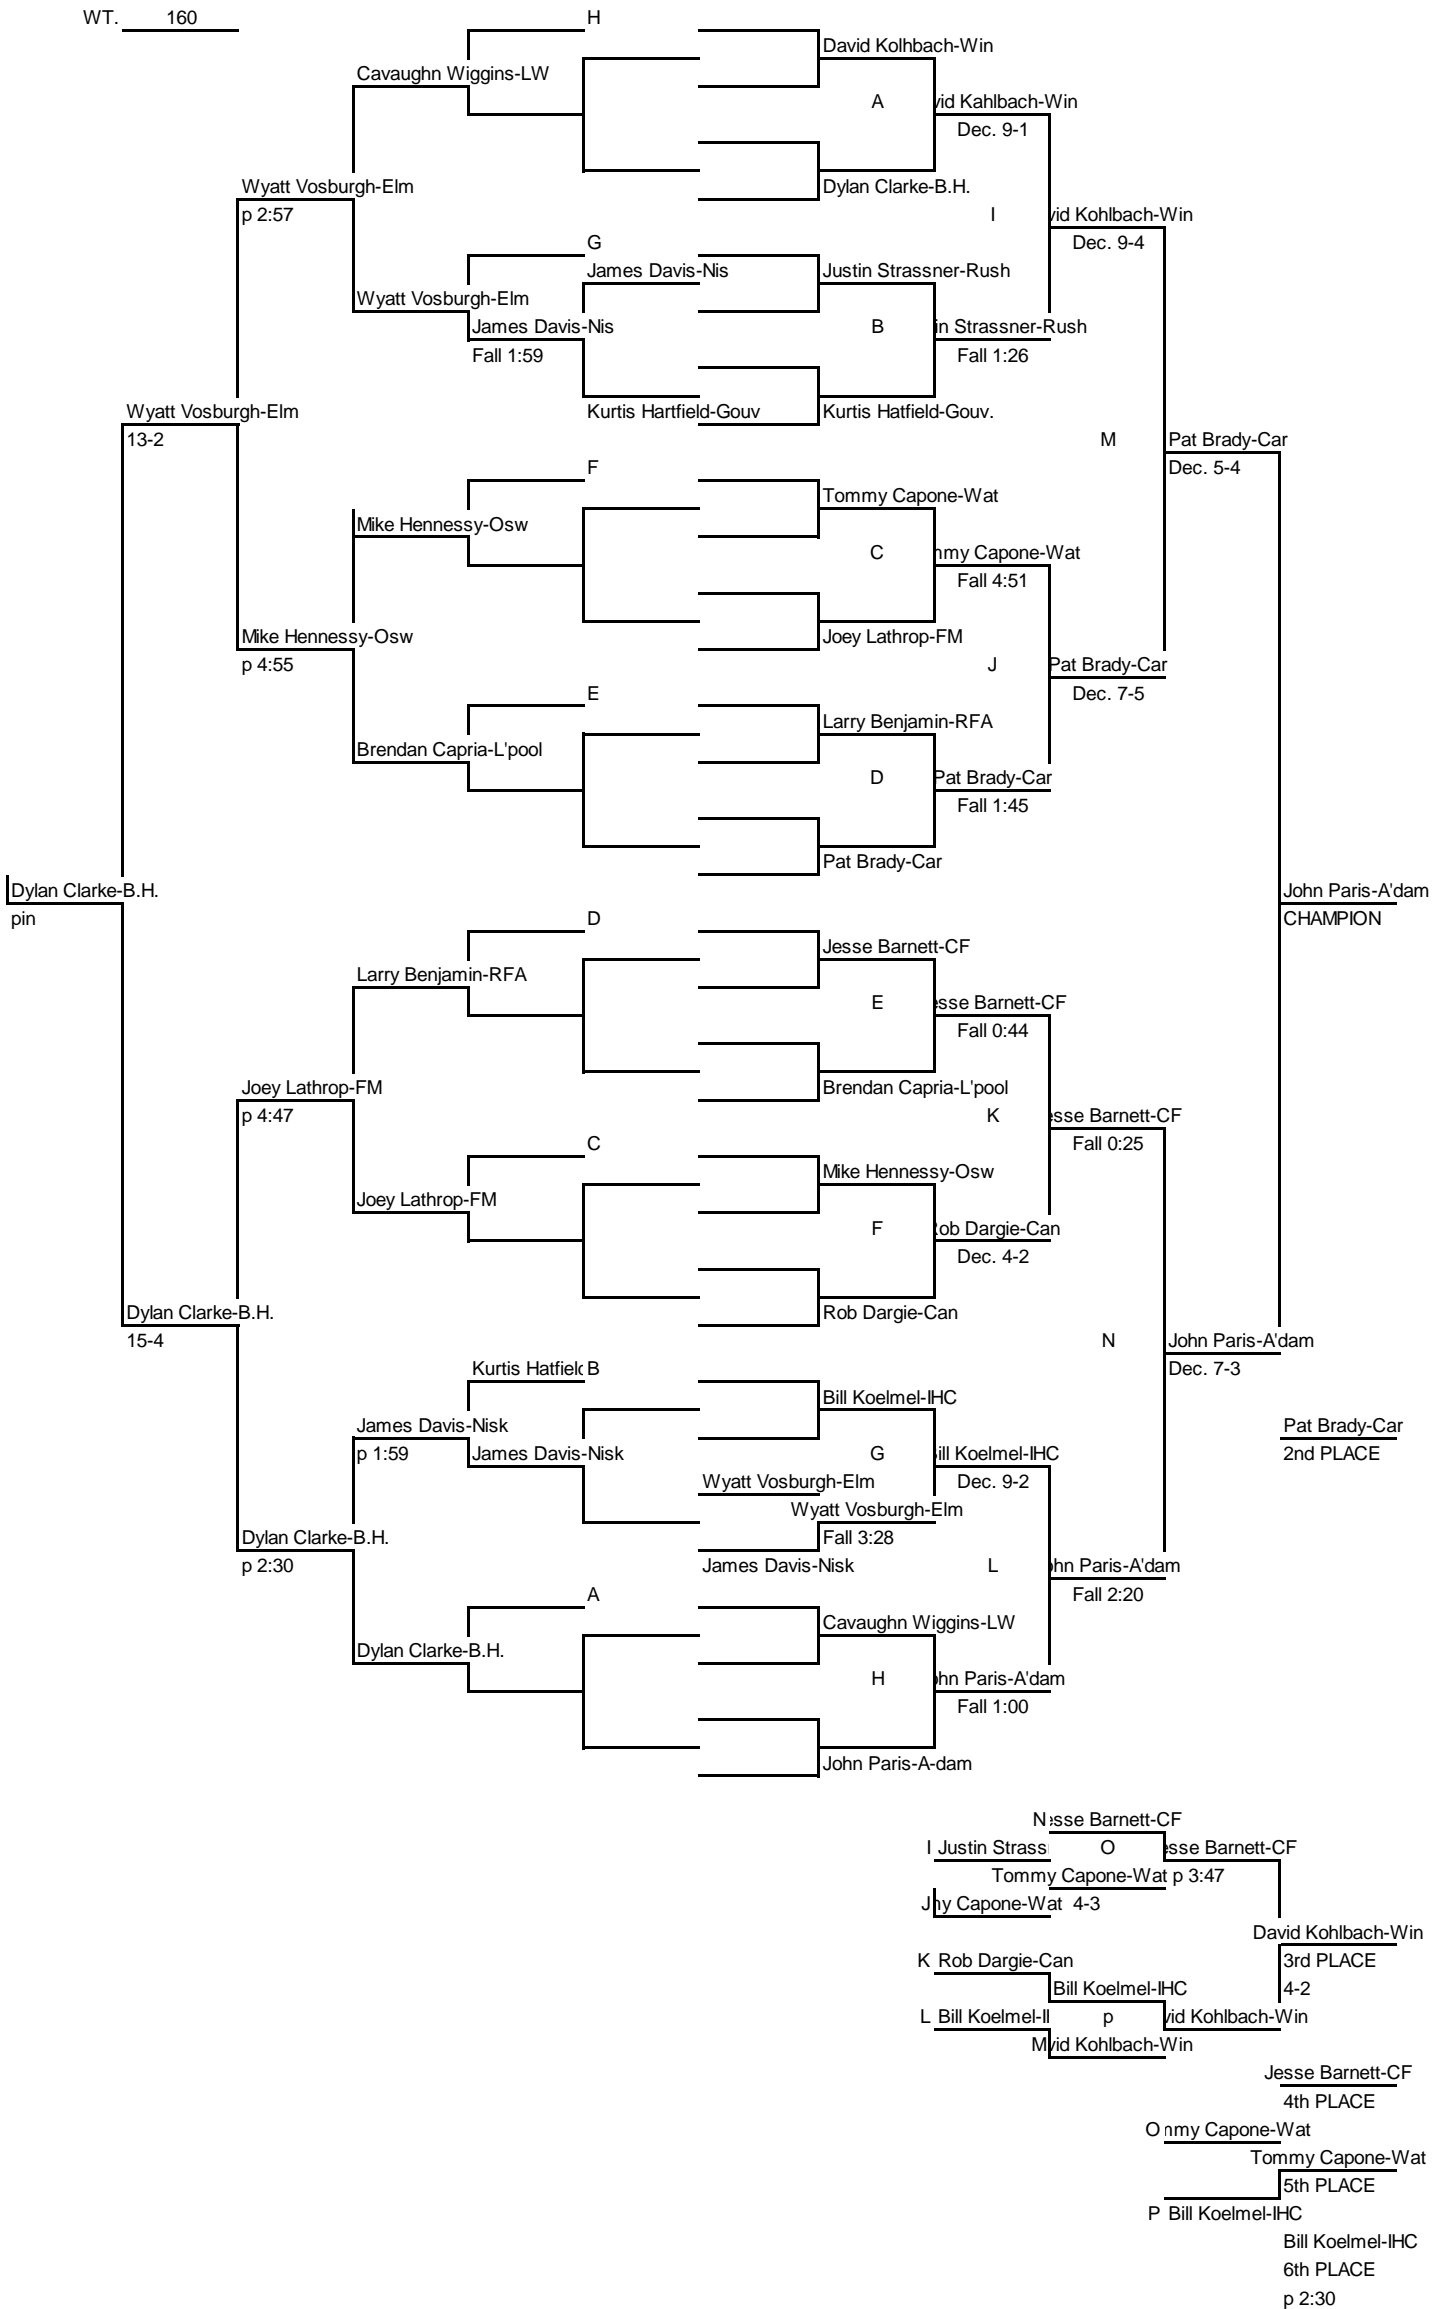 WT. 160
H
David Kolhbach-Win
Cavaughn Wiggins-LW
A vid Kahlbach-Win
Dec. 9-1
Wyatt Vosburgh-Elm
Dylan Clarke-B.H.
p 2:57
I vid Kohlbach-Win
G
Dec. 9-4
James Davis-Nis
Justin Strassner-Rush
Wyatt Vosburgh-Elm
James Davis-Nis
B in Strassner-Rush
Fall 1:59
Fall 1:26
Wyatt Vosburgh-Elm
Kurtis Hartfield-Gouv
Kurtis Hatfield-Gouv.
13-2
M Pat Brady-Car
F
Dec. 5-4
Tommy Capone-Wat
Mike Hennessy-Osw
C nmy Capone-Wat
Fall 4:51
Mike Hennessy-Osw
Joey Lathrop-FM
p 4:55
J Pat Brady-Car
E
Dec. 7-5
Larry Benjamin-RFA
Brendan Capria-L'pool
D Pat Brady-Car
Fall 1:45
Pat Brady-Car
Dylan Clarke-B.H.
John Paris-A'dam
pin
D
CHAMPION
Jesse Barnett-CF
Larry Benjamin-RFA
E esse Barnett-CF
Fall 0:44
Joey Lathrop-FM
Brendan Capria-L'pool
p 4:47
K esse Barnett-CF
C
Fall 0:25
Mike Hennessy-Osw
Joey Lathrop-FM
F Rob Dargie-Can
Dec. 4-2
Dylan Clarke-B.H.
Rob Dargie-Can
15-4
N John Paris-A'dam
Kurtis Hatfield B
Dec. 7-3
Bill Koelmel-IHC
James Davis-Nisk
Pat Brady-Car
p 1:59
James Davis-Nisk
G Bill Koelmel-IHC
2nd PLACE
Wyatt Vosburgh-Elm
Dec. 9-2
Wyatt Vosburgh-Elm
Dylan Clarke-B.H.
Fall 3:28
p 2:30
James Davis-Nisk
L ohn Paris-A'dam
A
Fall 2:20
Cavaughn Wiggins-LW
Dylan Clarke-B.H.
H ohn Paris-A'dam
Fall 1:00
John Paris-A-dam
N esse Barnett-CF
I Justin Strass
O esse Barnett-CF
Tommy Capone-Wat p 3:47
J ny Capone-Wat 4-3
David Kohlbach-Win
K Rob Dargie-Can
3rd PLACE
Bill Koelmel-IHC
4-2
L Bill Koelmel-II
p vid Kohlbach-Win
M vid Kohlbach-Win
Jesse Barnett-CF
4th PLACE
O nmy Capone-Wat
Tommy Capone-Wat
5th PLACE
P Bill Koelmel-IHC
Bill Koelmel-IHC
6th PLACE
p 2:30